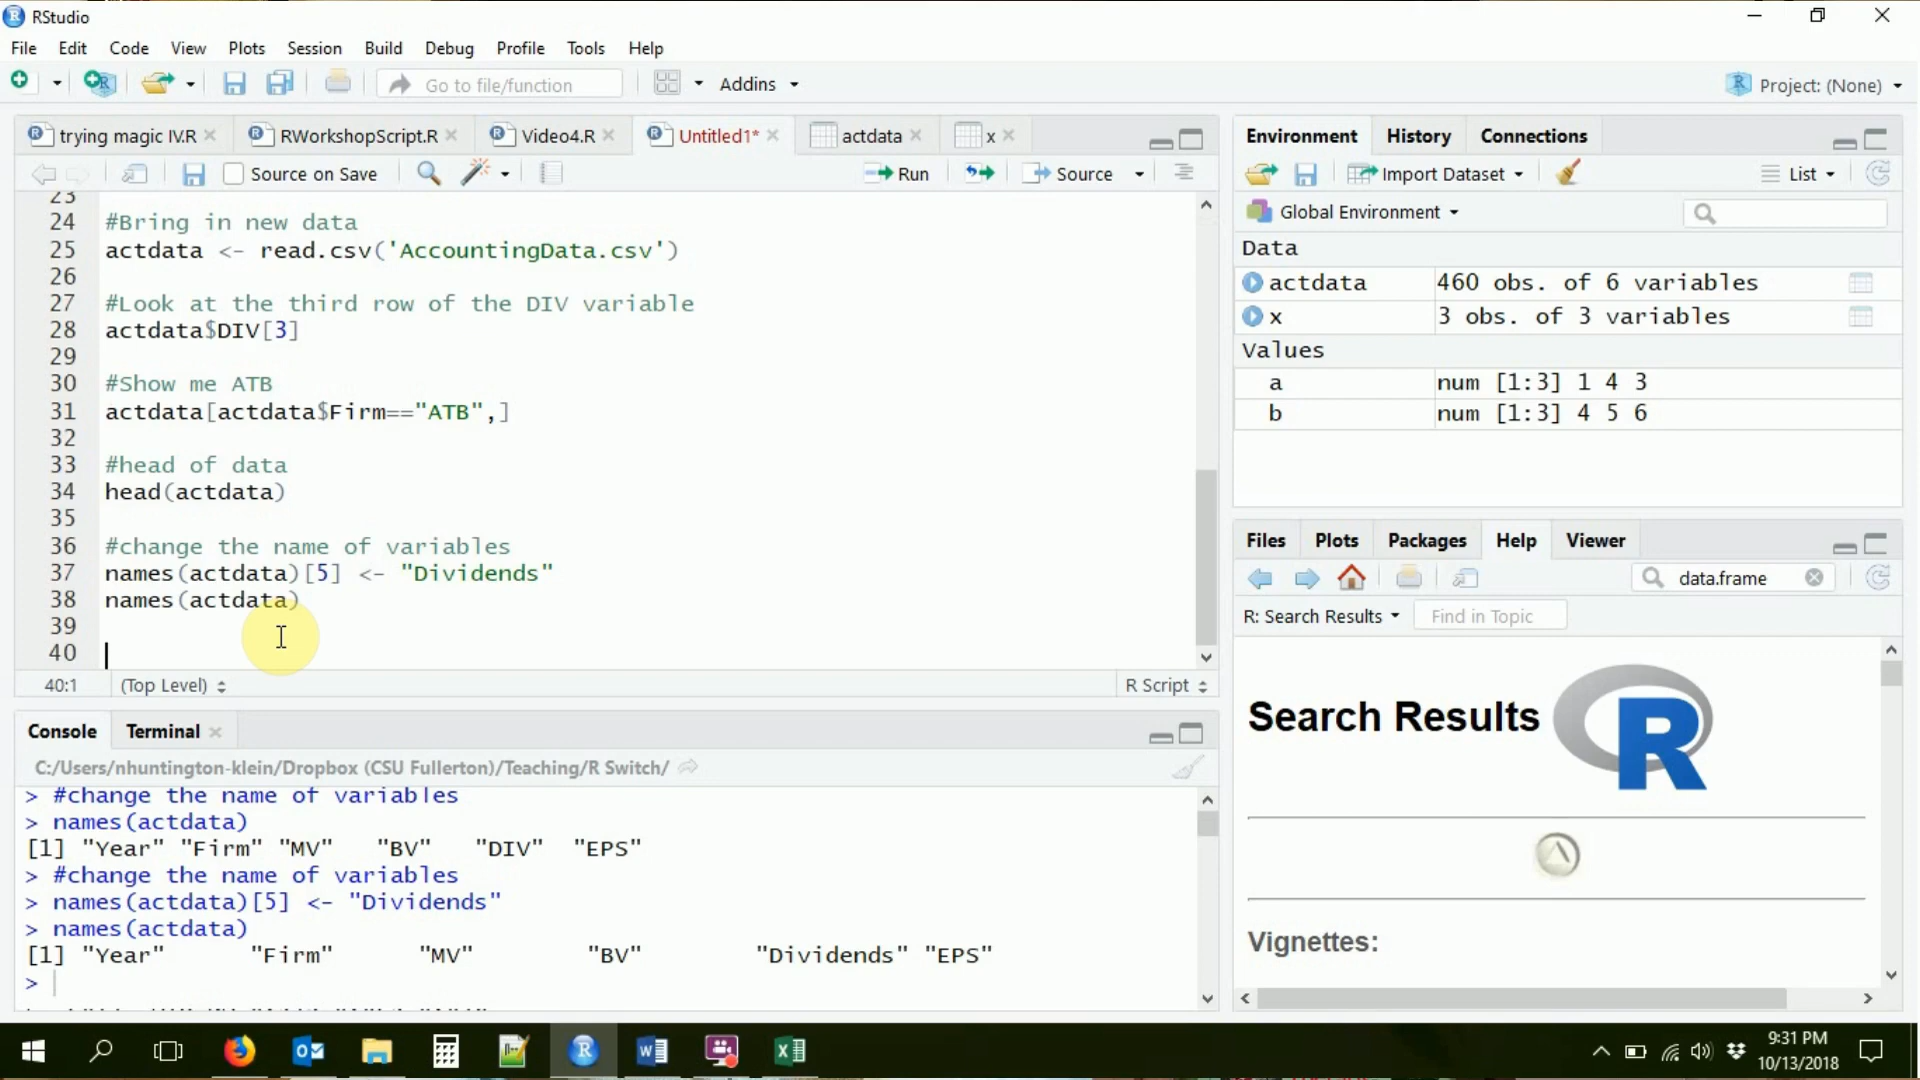 RStudio
File Edit Code View Plots Session Build Debug Profile Tools Help
Go to file/function Addins Project: (None)
trying magic IV.R RWorkshopScript.R Video4.R Untitled1* actdata x
Source on Save Run Source
23
24 #Bring in new data
25 actdata <- read.csv('AccountingData.csv')
26
27 #Look at the third row of the DIV variable
28 actdata$DIV[3]
29
30 #Show me ATB
31 actdata[actdata$Firm=="ATB",]
32
33 #head of data
34 head(actdata)
35
36 #change the name of variables
37 names(actdata)[5] <- "Dividends"
38 names(actdata)
39
40
40:1 (Top Level) R Script
Console Terminal
C:/Users/nhuntington-klein/Dropbox (CSU Fullerton)/Teaching/R Switch/
> #change the name of variables
> names(actdata)
[1] "Year" "Firm" "MV" "BV" "DIV" "EPS"
> #change the name of variables
> names(actdata)[5] <- "Dividends"
> names(actdata)
[1] "Year" "Firm" "MV" "BV" "Dividends" "EPS"
>
Environment History Connections
Import Dataset List
Global Environment
Data
actdata 460 obs. of 6 variables
x 3 obs. of 3 variables
Values
a num [1:3] 1 4 3
b num [1:3] 4 5 6
Files Plots Packages Help Viewer
data.frame
R: Search Results Find in Topic
Search Results R
Vignettes:
9:31 PM
10/13/2018